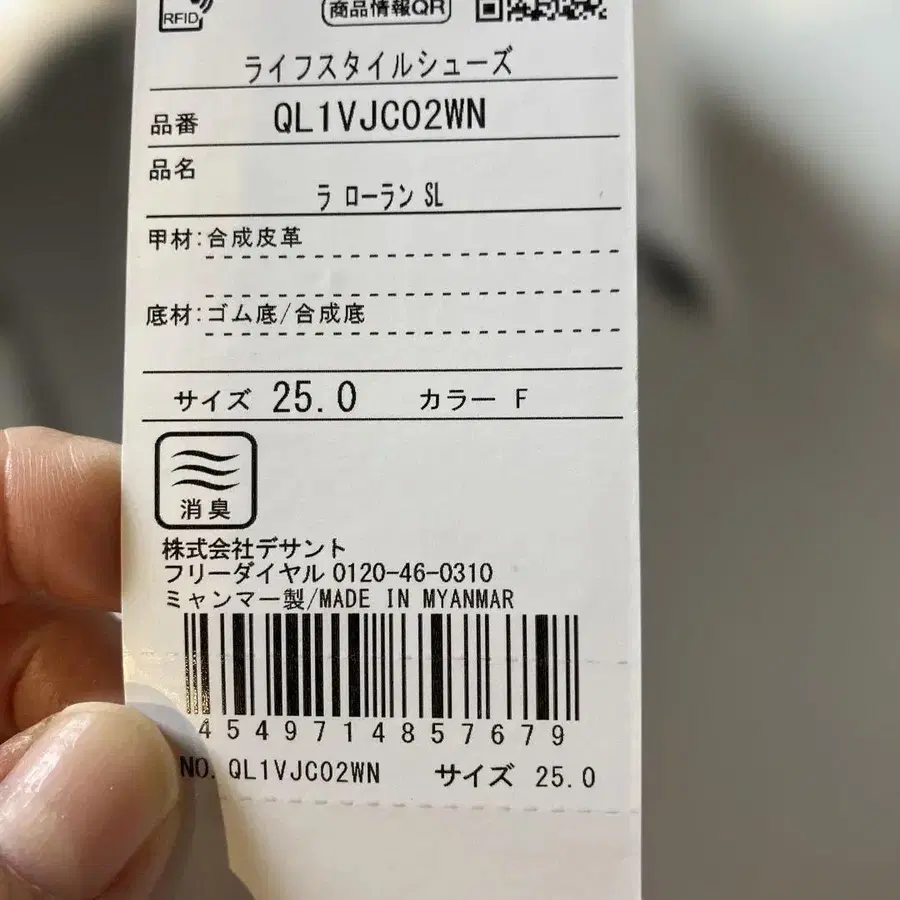 RFID
商品情報QR
ライフスタイルシューズ
品番 QL1VJC02WN
品名
ラ ローラン SL
甲材:合成皮革
底材:ゴム底/合成底
サイズ 25.0 カラー F
消臭
株式会社デサント
フリーダイヤル 0120-46-0310
ミャンマー製/MADE IN MYANMAR
4549714857679
NO. QL1VJC02WN サイズ 25.0